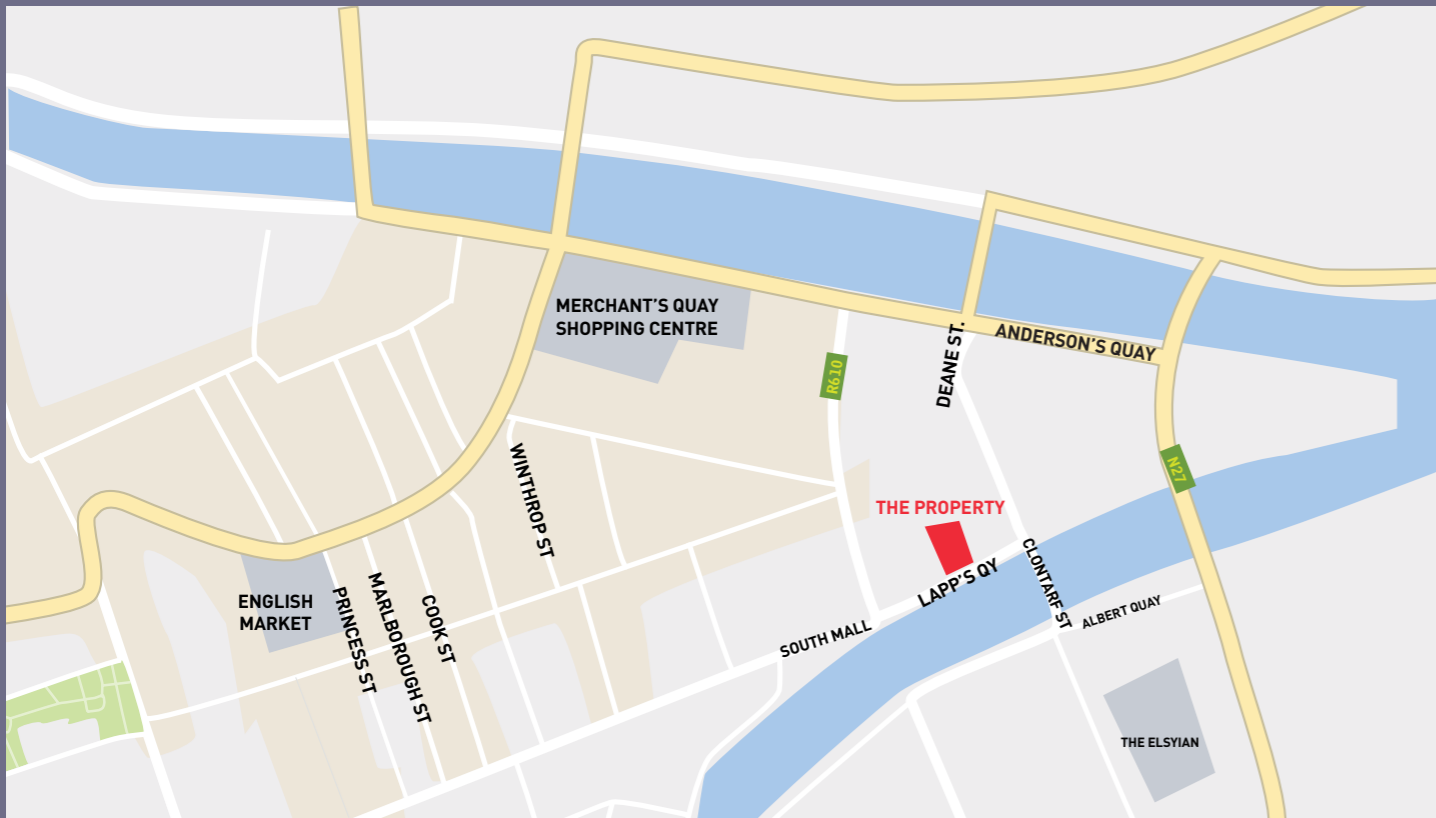 MERCHANT'S QUAY
SHOPPING CENTRE
R610
DEANE ST.
ANDERSON'S QUAY
N27
WINTHROP ST
THE PROPERTY
LAPP'S QY
CLONTARF ST
ALBERT QUAY
SOUTH MALL
ENGLISH
MARKET
PRINCESS ST
MARLBOROUGH ST
COOK ST
THE ELSYIAN